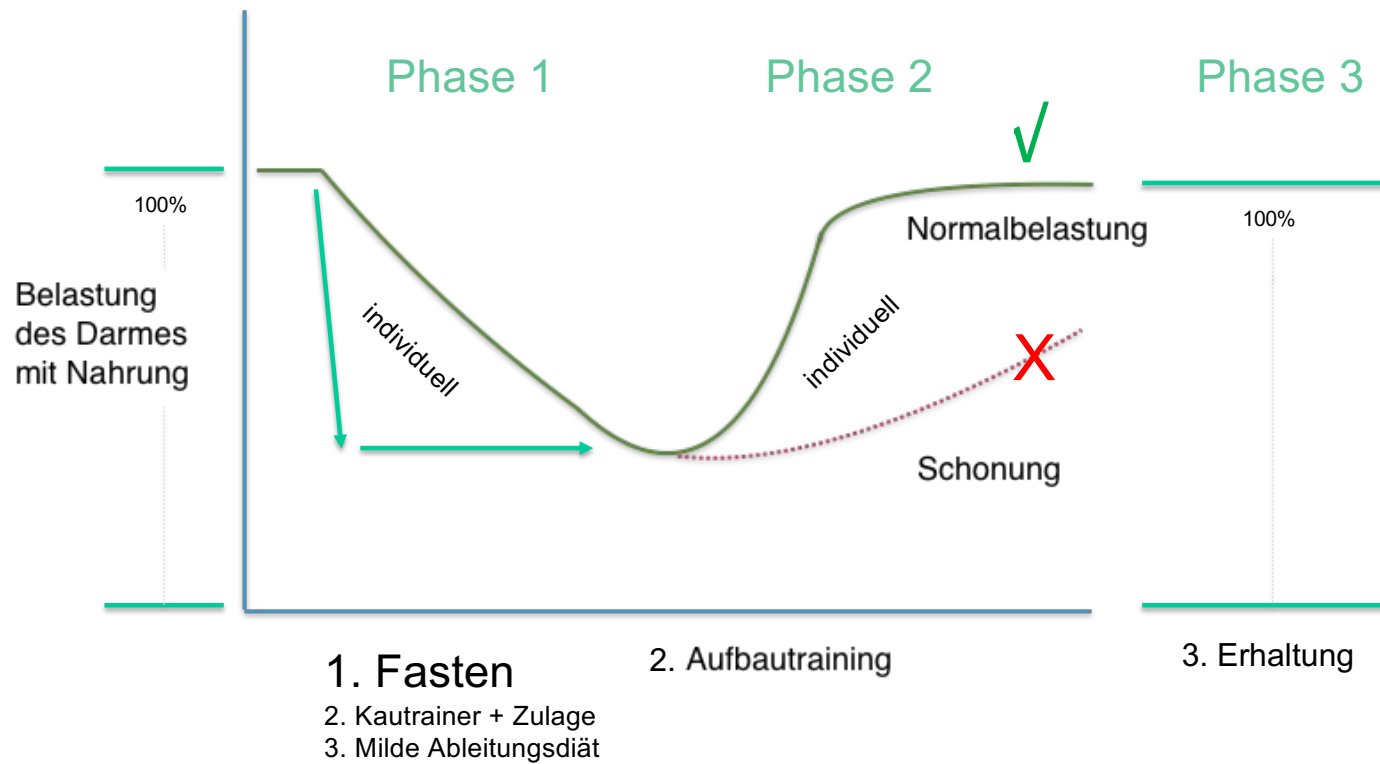 Phase 1
Phase 2
Phase 3
√
100%
Belastung
des Darmes
mit Nahrung
individuell
individuell
Normalbelastung
100%
X
Schonung
1. Fasten
2. Kautrainer + Zulage
3. Milde Ableitungsdiät
2. Aufbautraining
3. Erhaltung